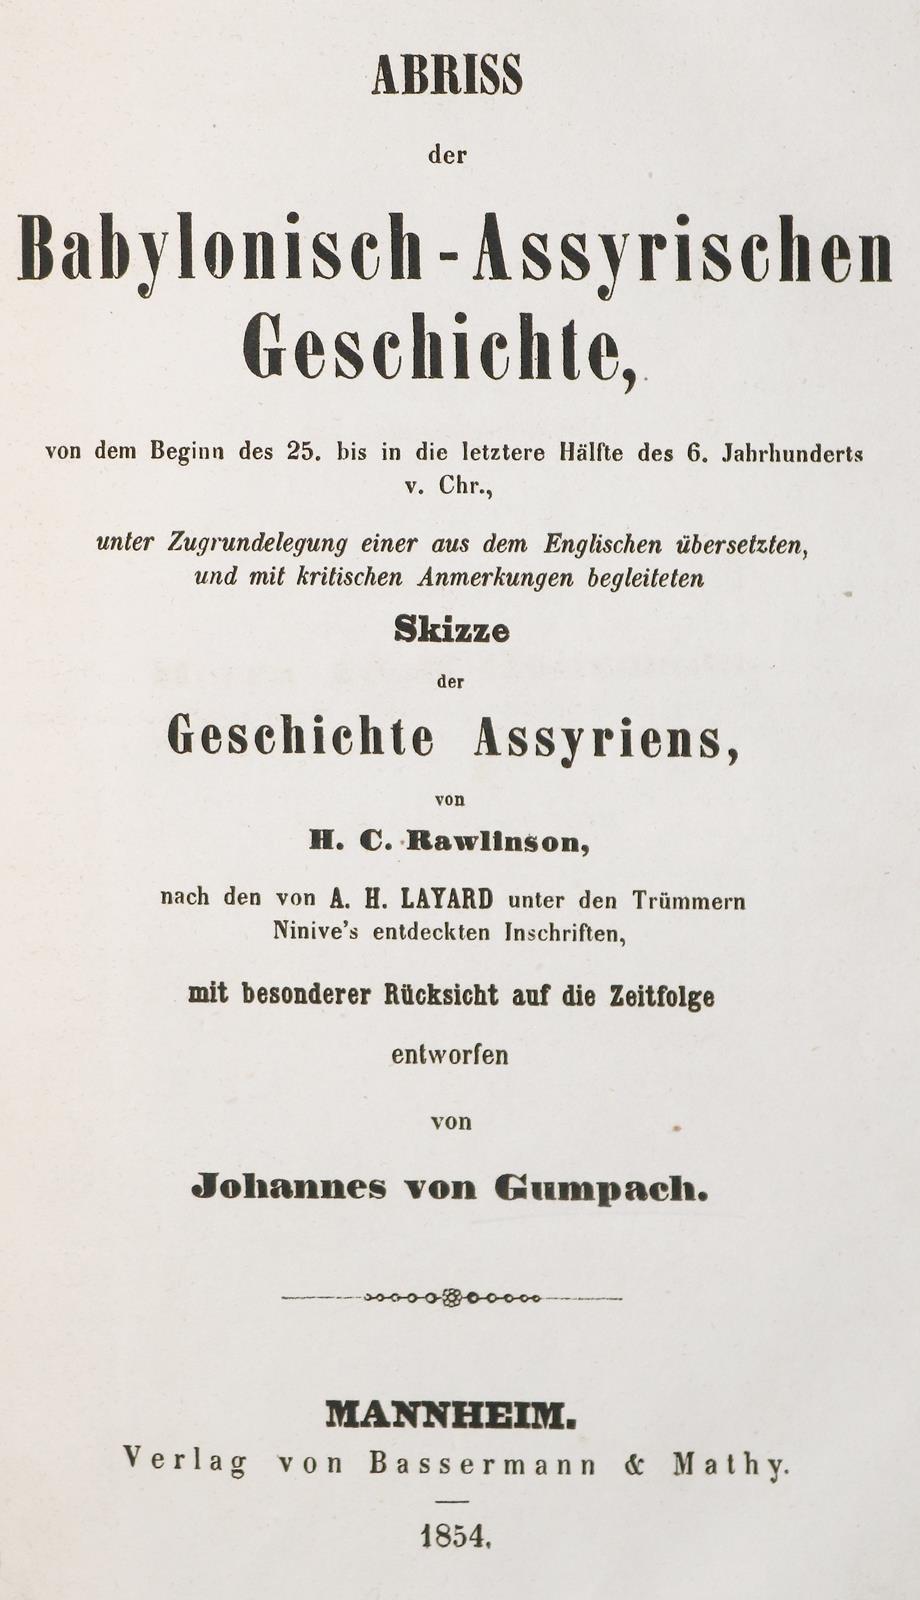 ABRISS
der
Babylonisch-Assyrischen
Geschichte,
von dem Beginn des 25. bis in die letztere Hälfte des 6. Jahrhunderts
v. Chr.,
unter Zugrundelegung einer aus dem Englischen übersetzten,
und mit kritischen Anmerkungen begleiteten
Skizze
der
Geschichte Assyriens,
von
H. C. Rawlinson,
nach den von A. H. LAYARD unter den Trümmern
Ninive's entdeckten Inschriften,
mit besonderer Rücksicht auf die Zeitfolge
entworfen
von
Johannes von Gumpach.
MANNHEIM.
Verlag von Bassermann & Mathy.
1854.